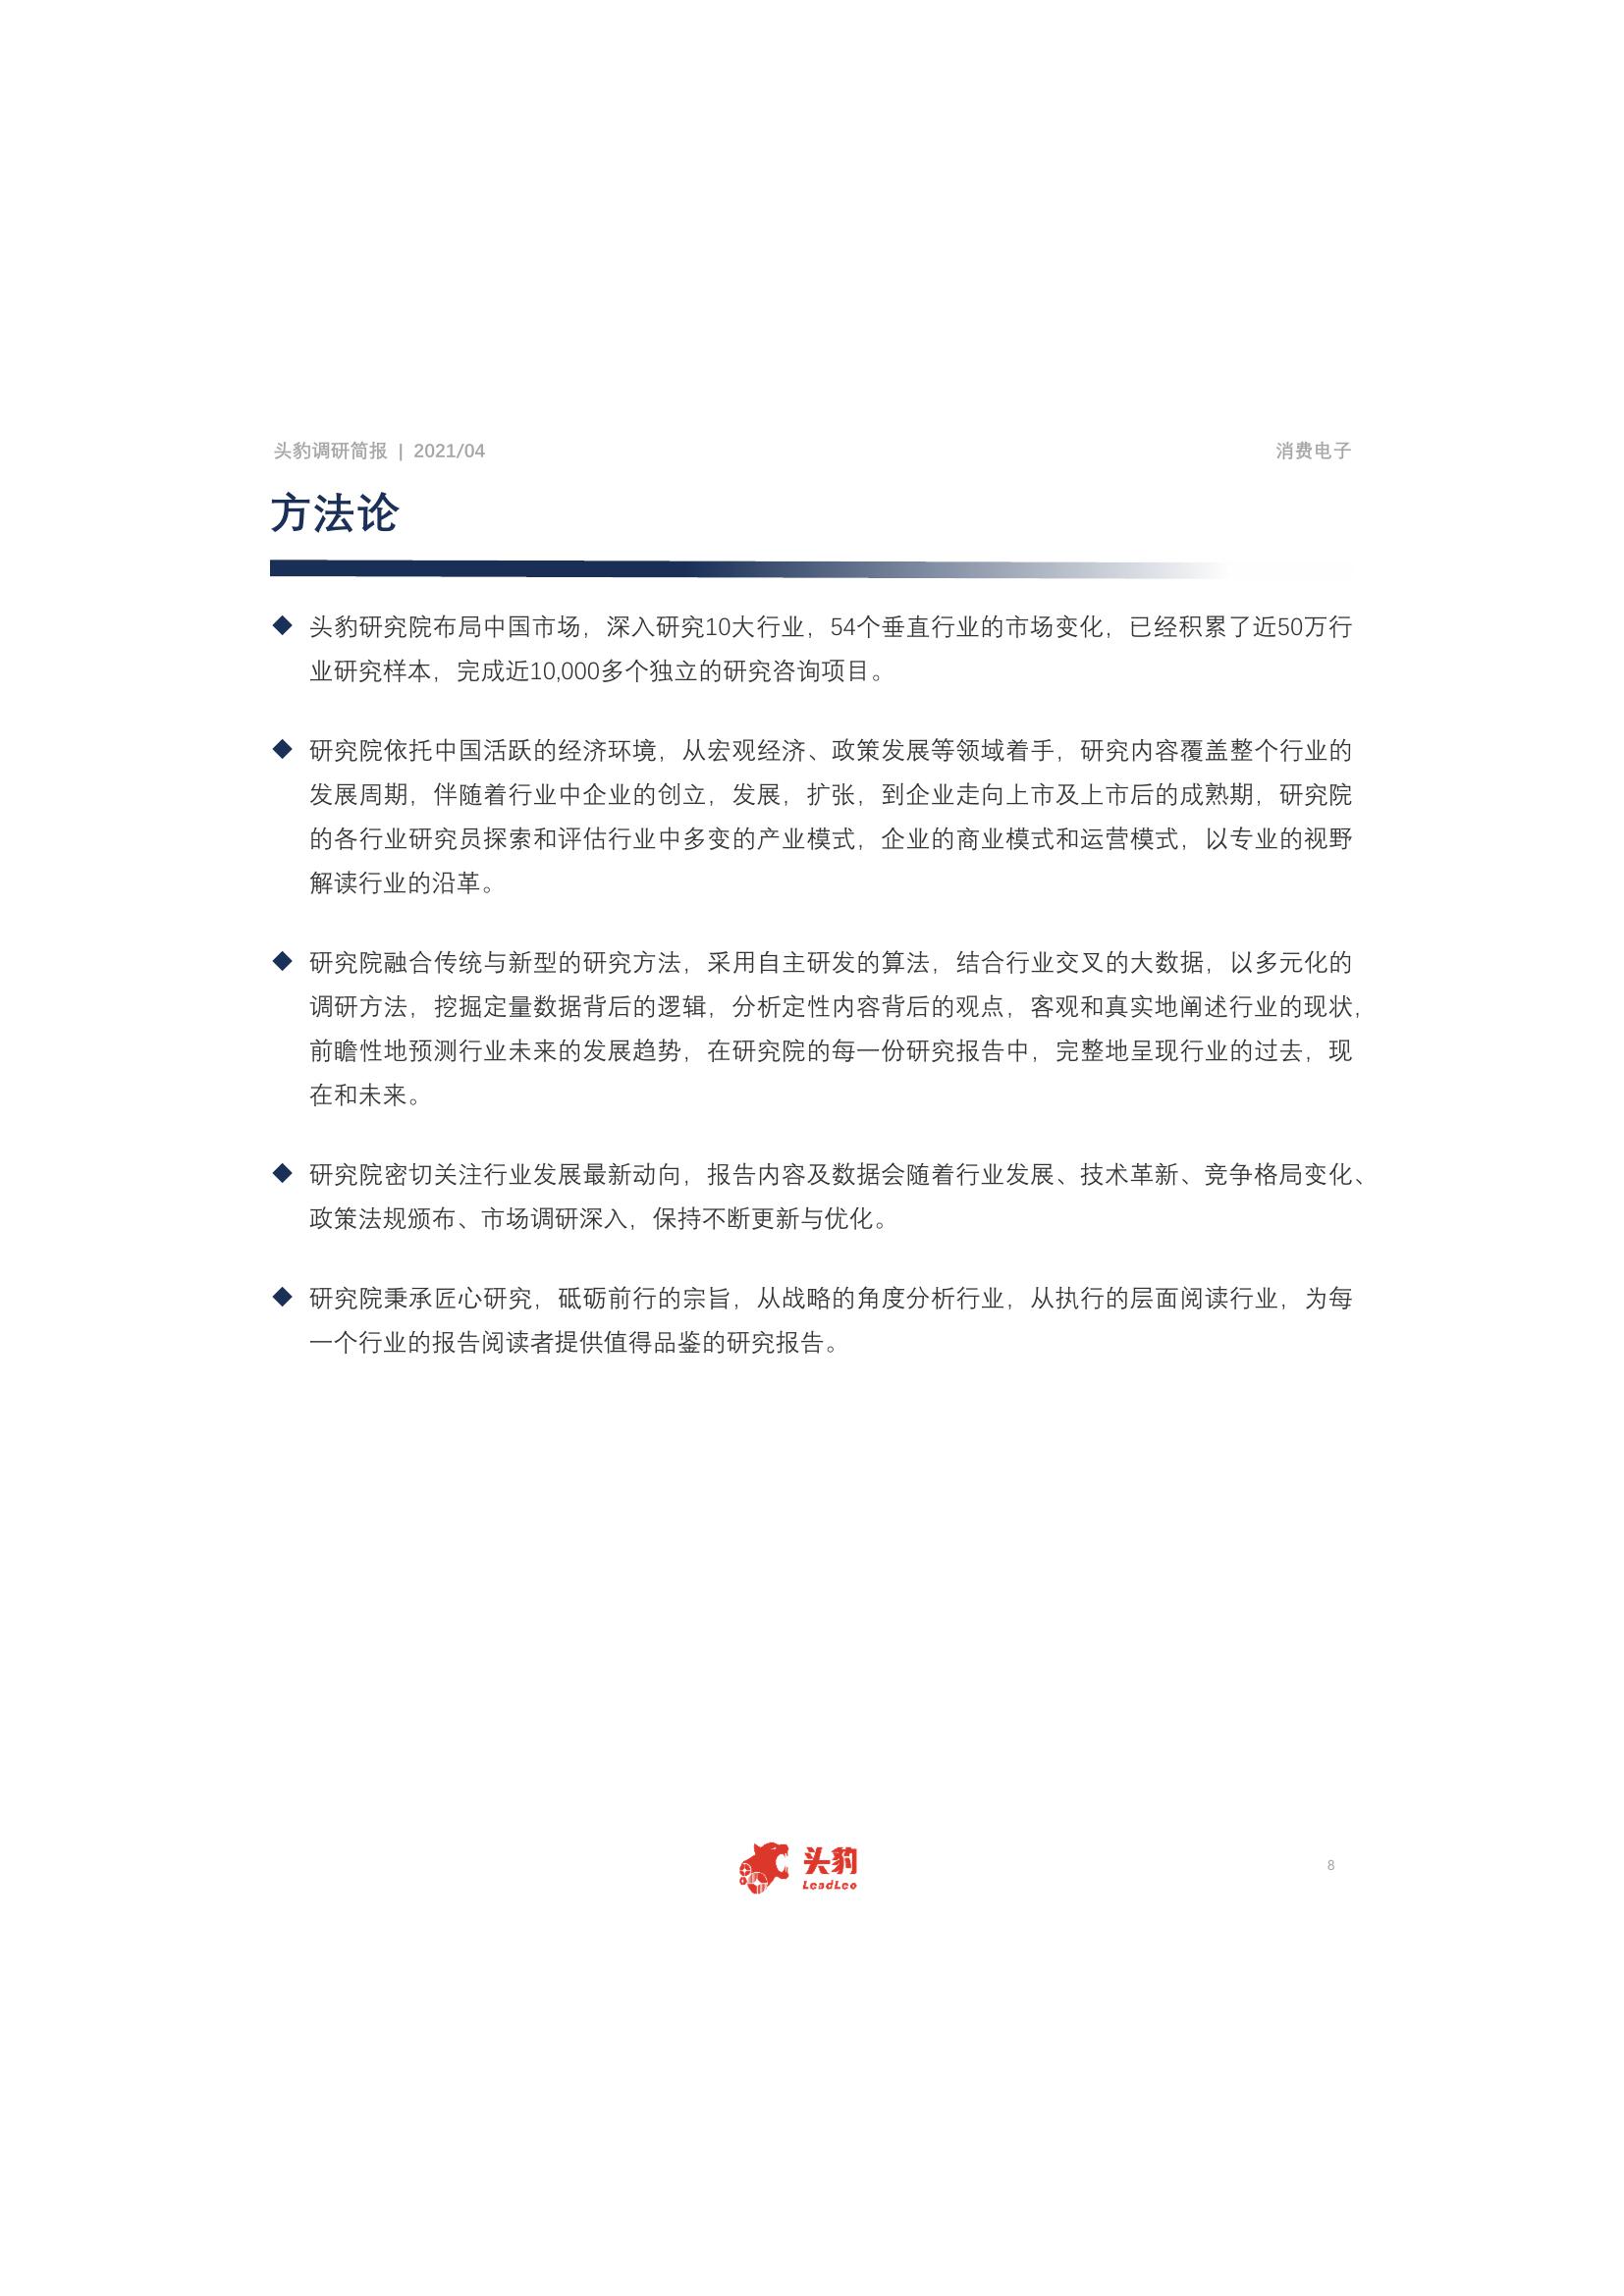 头豹调研简报 | 2021/04
消费电子
方法论
◆ 头豹研究院布局中国市场，深入研究10大行业，54个垂直行业的市场变化，已经积累了近50万行
业研究样本，完成近10,000多个独立的研究咨询项目。
◆ 研究院依托中国活跃的经济环境，从宏观经济、政策发展等领域着手，研究内容覆盖整个行业的
发展周期，伴随着行业中企业的创立，发展，扩张，到企业走向上市及上市后的成熟期，研究院
的各行业研究员探索和评估行业中多变的产业模式，企业的商业模式和运营模式，以专业的视野
解读行业的沿革。
◆ 研究院融合传统与新型的研究方法，采用自主研发的算法，结合行业交叉的大数据，以多元化的
调研方法，挖掘定量数据背后的逻辑，分析定性内容背后的观点，客观和真实地阐述行业的现状，
前瞻性地预测行业未来的发展趋势，在研究院的每一份研究报告中，完整地呈现行业的过去，现
在和未来。
◆ 研究院密切关注行业发展最新动向，报告内容及数据会随着行业发展、技术革新、竞争格局变化、
政策法规颁布、市场调研深入，保持不断更新与优化。
◆ 研究院秉承匠心研究，砥砺前行的宗旨，从战略的角度分析行业，从执行的层面阅读行业，为每
一个行业的报告阅读者提供值得品鉴的研究报告。
头豹
LeadLeo
8